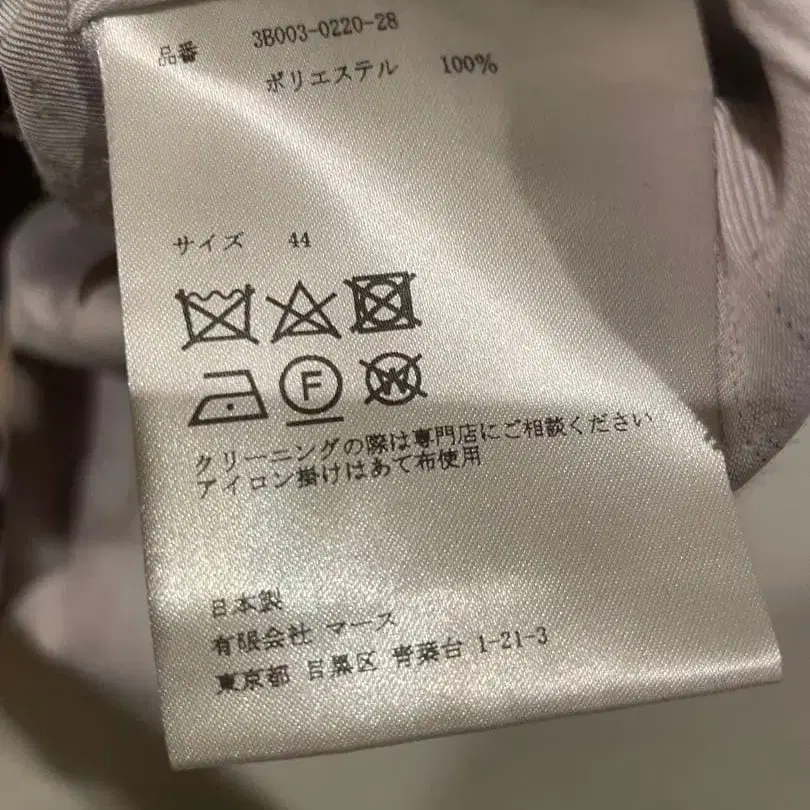 品番 3B003-0220-28
ポリエステル 100%
サイズ 44
F W
クリーニングの際は専門店にご相談ください
アイロン掛けはあて布使用
日本製
有限会社 マース
東京都 目黒区 青葉台 1-21-3